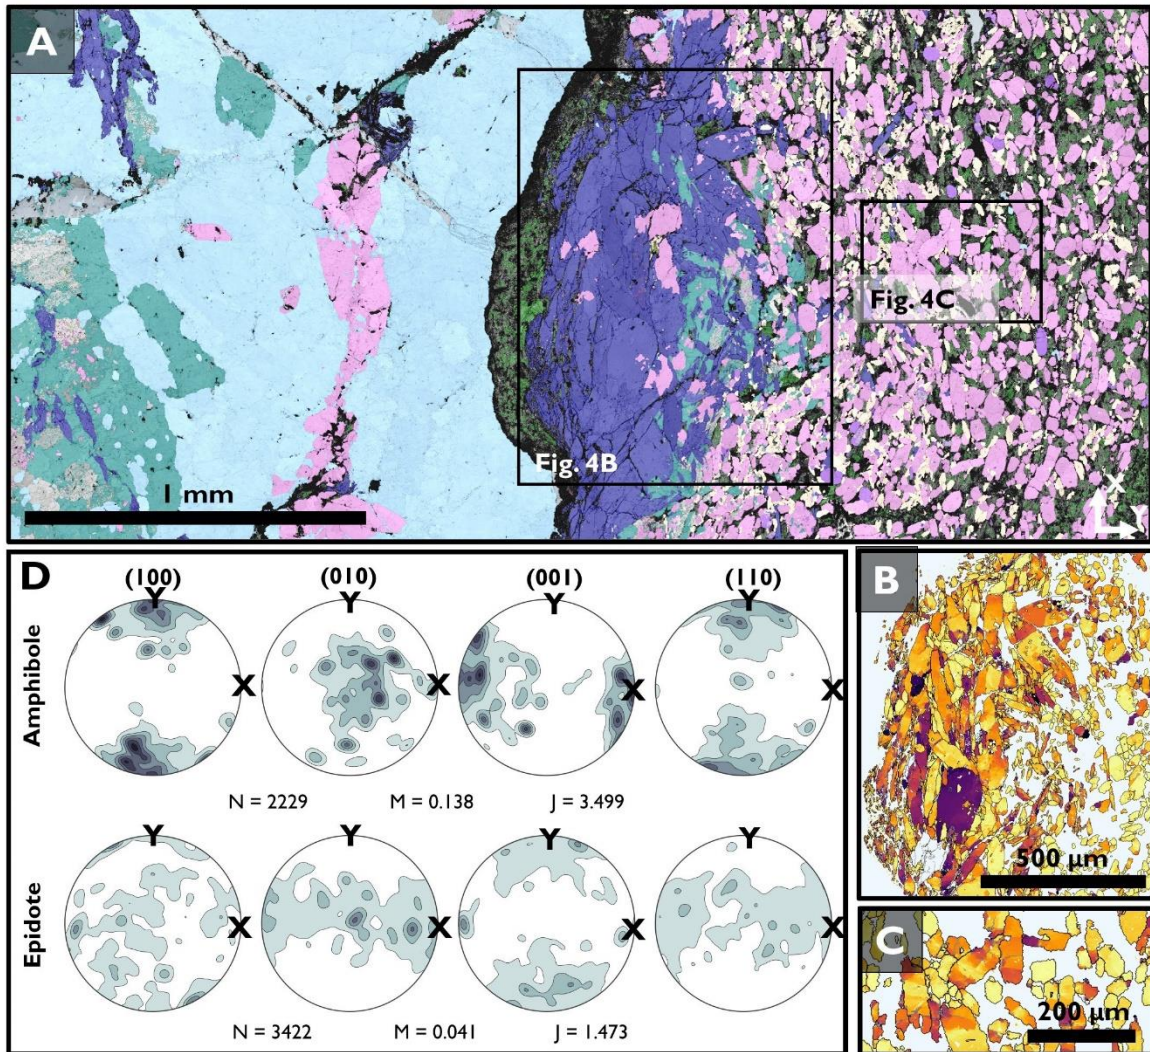 A
Fig. 4C
Fig. 4B
1 mm
X
Y
D
(100) (010) (001) (110)
Y Y Y Y
Amphibole
X X X X
N = 2229 M = 0.138 J = 3.499
Y Y Y Y
Epidote
X X X X
N = 3422 M = 0.041 J = 1.473
B
500 µm
C
200 µm